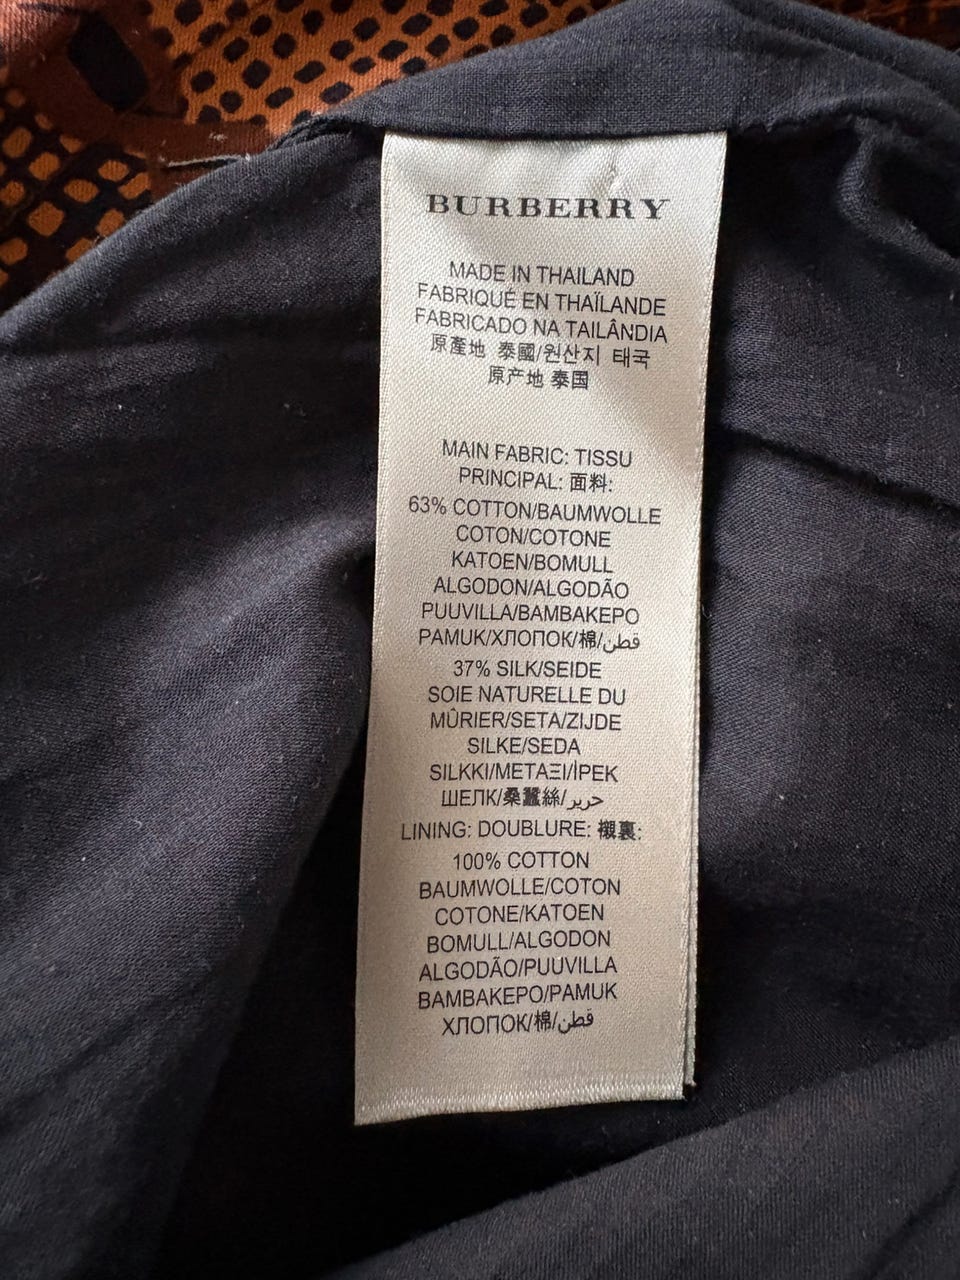 BURBERRY
MADE IN THAILAND
FABRIQUÉ EN THAÏLANDE
FABRICADO NA TAILÂNDIA
原產地 泰國/원산지 태국
原产地 泰国
MAIN FABRIC: TISSU
PRINCIPAL: 面料:
63% COTTON/BAUMWOLLE
COTON/COTONE
KATOEN/BOMULL
ALGODON/ALGODÃO
PUUVILLA/ΒΑΜΒΑΚΕΡΟ
PAMUK/ХЛОПОК/棉/قطن
37% SILK/SEIDE
SOIE NATURELLE DU
MÛRIER/SETA/ZIJDE
SILKE/SEDA
SILKKI/ΜΕΤΑΞΙ/İPEK
ШЕЛК/桑蠶絲/حرير
LINING: DOUBLURE: 襯裏:
100% COTTON
BAUMWOLLE/COTON
COTONE/KATOEN
BOMULL/ALGODON
ALGODÃO/PUUVILLA
ΒΑΜΒΑΚΕΡΟ/PAMUK
ХЛОПОК/棉/قطن